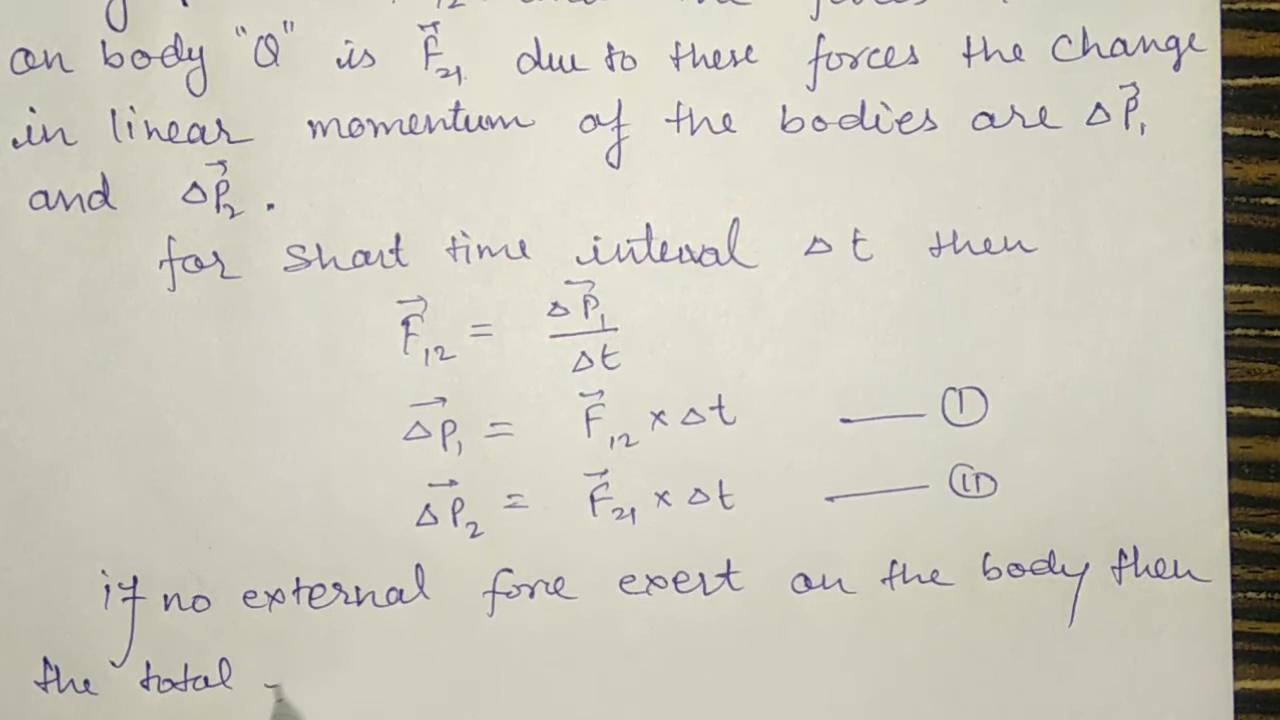 on body "Q" is F⃗₂₁ due to these forces the change
in linear momentum of the bodies are ΔP⃗₁
and ΔP⃗₂.
for short time interval Δt then
F⃗₁₂ = ΔP⃗₁ / Δt
ΔP⃗₁ = F⃗₁₂ × Δt —— (I)
ΔP⃗₂ = F⃗₂₁ × Δt —— (II)
if no external force exert on the body then
the total